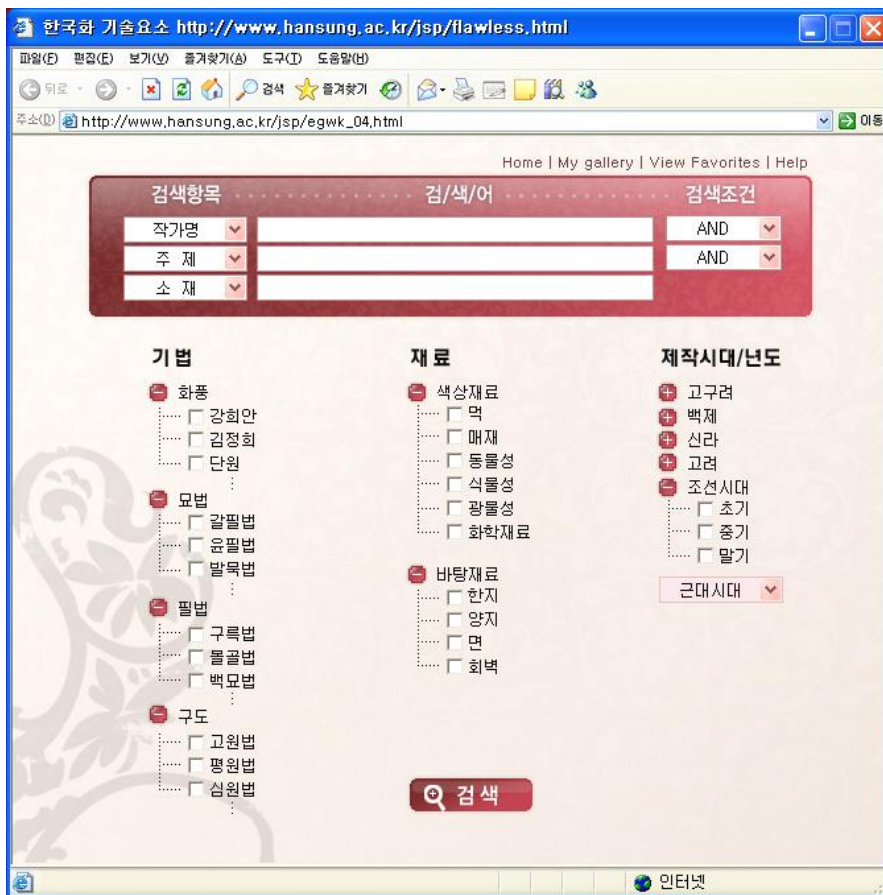 한국화 기술요소 http://www.hansung.ac.kr/jsp/flawless.html
파일(F) 편집(E) 보기(V) 즐겨찾기(A) 도구(T) 도움말(H)
뒤로 검색 즐겨찾기
주소(D) http://www.hansung.ac.kr/jsp/egwk_04.html 이동
Home | My gallery | View Favorites | Help
검색항목 검/색/어 검색조건
작가명 AND
주 제 AND
소 재
기 법
화풍
강희안
김정희
단원
묘법
갈필법
윤필법
발묵법
필법
구륵법
몰골법
백묘법
구도
고원법
평원법
심원법
재 료
색상재료
먹
매재
동물성
식물성
광물성
화학재료
바탕재료
한지
양지
면
회벽
제작시대/년도
고구려
백제
신라
고려
조선시대
초기
중기
말기
근대시대
검색
인터넷